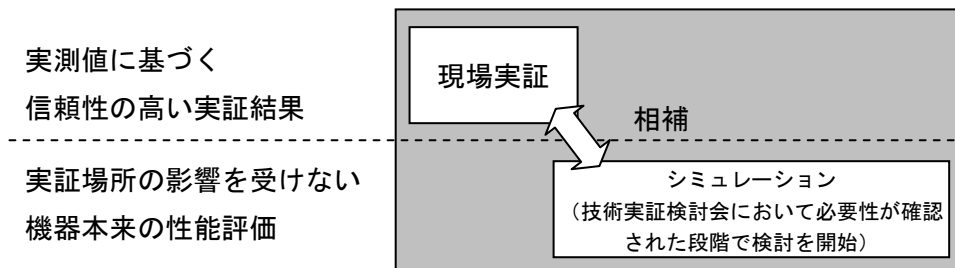 実測値に基づく
信頼性の高い実証結果
現場実証
相補
実証場所の影響を受けない
機器本来の性能評価
シミュレーション
（技術実証検討会において必要性が確認
された段階で検討を開始）